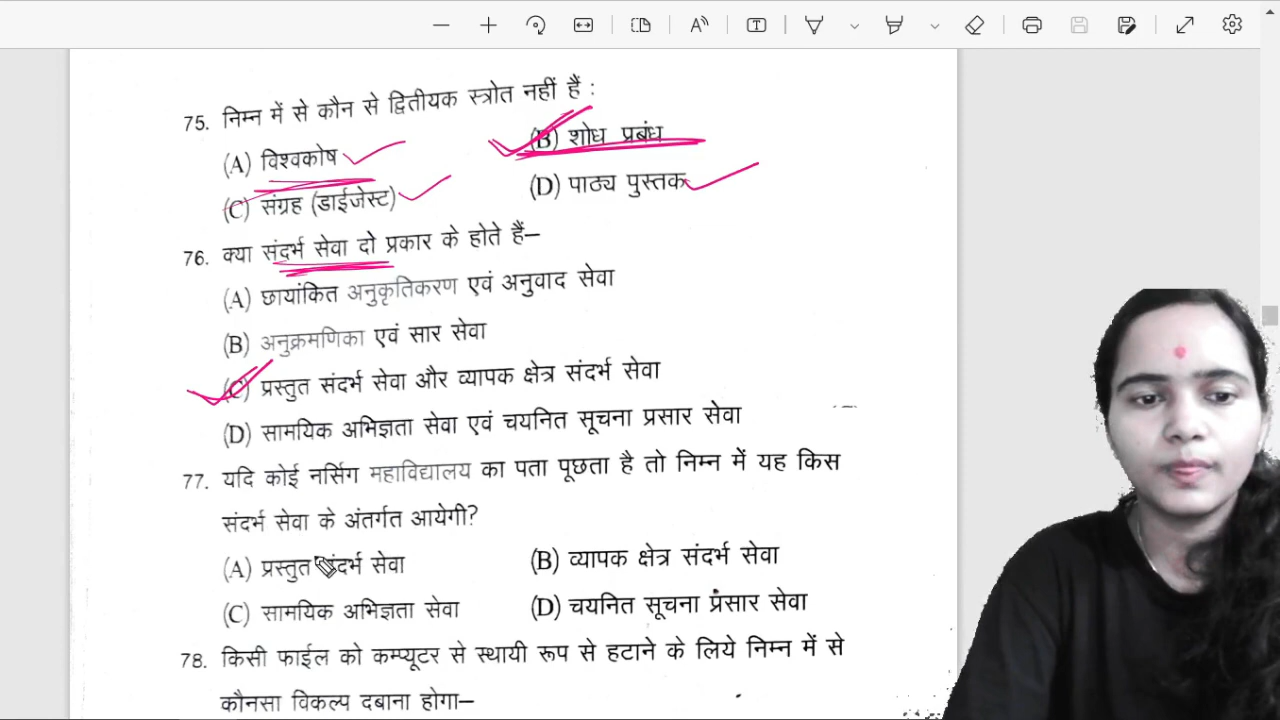 75. निम्न में से कौन से द्वितीयक स्त्रोत नहीं हैं :
(A) विश्वकोष (B) शोध प्रबंध
(C) संग्रह (डाईजेस्ट) (D) पाठ्य पुस्तक
76. क्या संदर्भ सेवा दो प्रकार के होते हैं–
(A) छायांकित अनुकृतिकरण एवं अनुवाद सेवा
(B) अनुक्रमणिका एवं सार सेवा
(C) प्रस्तुत संदर्भ सेवा और व्यापक क्षेत्र संदर्भ सेवा
(D) सामयिक अभिज्ञता सेवा एवं चयनित सूचना प्रसार सेवा
77. यदि कोई नर्सिंग महाविद्यालय का पता पूछता है तो निम्न में यह किस
संदर्भ सेवा के अंतर्गत आयेगी?
(A) प्रस्तुत संदर्भ सेवा (B) व्यापक क्षेत्र संदर्भ सेवा
(C) सामयिक अभिज्ञता सेवा (D) चयनित सूचना प्रसार सेवा
78. किसी फाईल को कम्प्यूटर से स्थायी रूप से हटाने के लिये निम्न में से
कौनसा विकल्प दबाना होगा–